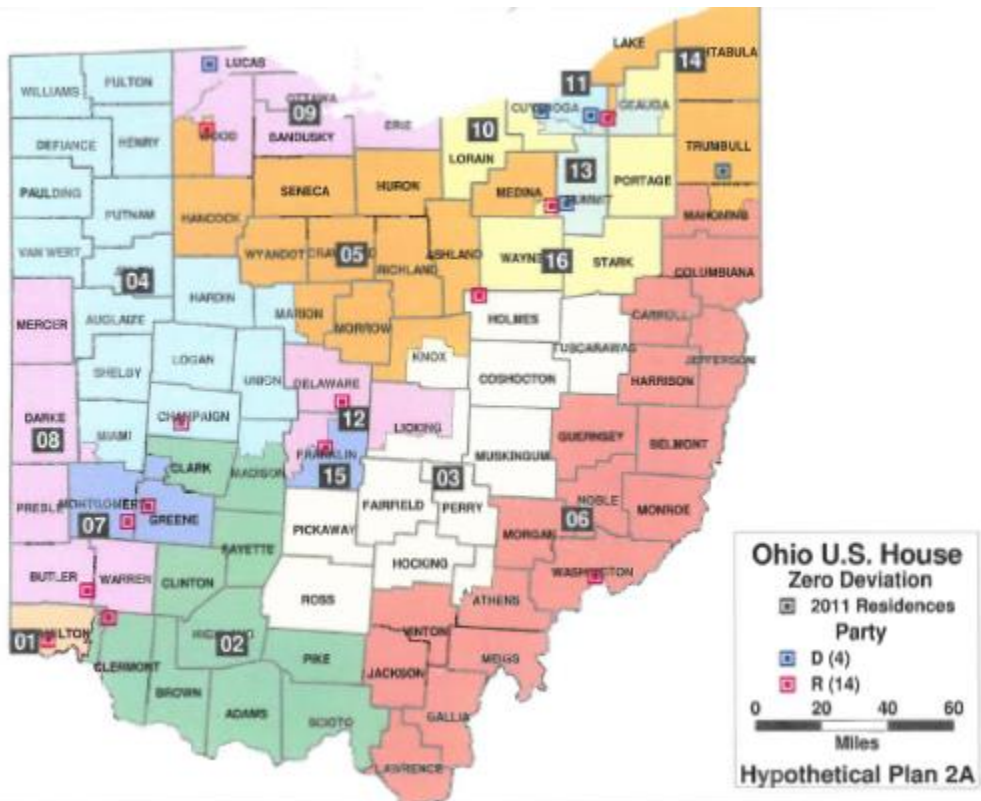 LAKE
ASHTABULA
14
LUCAS
11
FULTON
WILLIAMS
CUYAHOGA
GEAUGA
OTTAWA
09
10
WOOD
SANDUSKY
ERIE
DEFIANCE
HENRY
LORAIN
TRUMBULL
13
PAULDING
SENECA
HURON
MEDINA
SUMMIT
PORTAGE
PUTNAM
HANCOCK
MAHONING
VAN WERT
WYANDOT
CRAWFORD
05
ASHLAND
WAYNE
16
STARK
RICHLAND
COLUMBIANA
ALLEN
04
HARDIN
MERCER
AUGLAIZE
MARION
MORROW
HOLMES
CARROLL
TUSCARAWAS
KNOX
JEFFERSON
LOGAN
SHELBY
UNION
DELAWARE
COSHOCTON
HARRISON
DARKE
CHAMPAIGN
12
LICKING
08
MIAMI
GUERNSEY
BELMONT
FRANKLIN
MUSKINGUM
CLARK
MADISON
15
03
PREBLE
MONTGOMERY
07
GREENE
FAIRFIELD
PERRY
NOBLE
MONROE
PICKAWAY
MORGAN
06
FAYETTE
HOCKING
BUTLER
WARREN
CLINTON
WASHINGTON
ROSS
ATHENS
01
HAMILTON
HIGHLAND
02
VINTON
CLERMONT
PIKE
MEIGS
JACKSON
BROWN
ADAMS
SCIOTO
GALLIA
LAWRENCE
Ohio U.S. House
Zero Deviation
2011 Residences
Party
D (4)
R (14)
0 20 40 60
Miles
Hypothetical Plan 2A